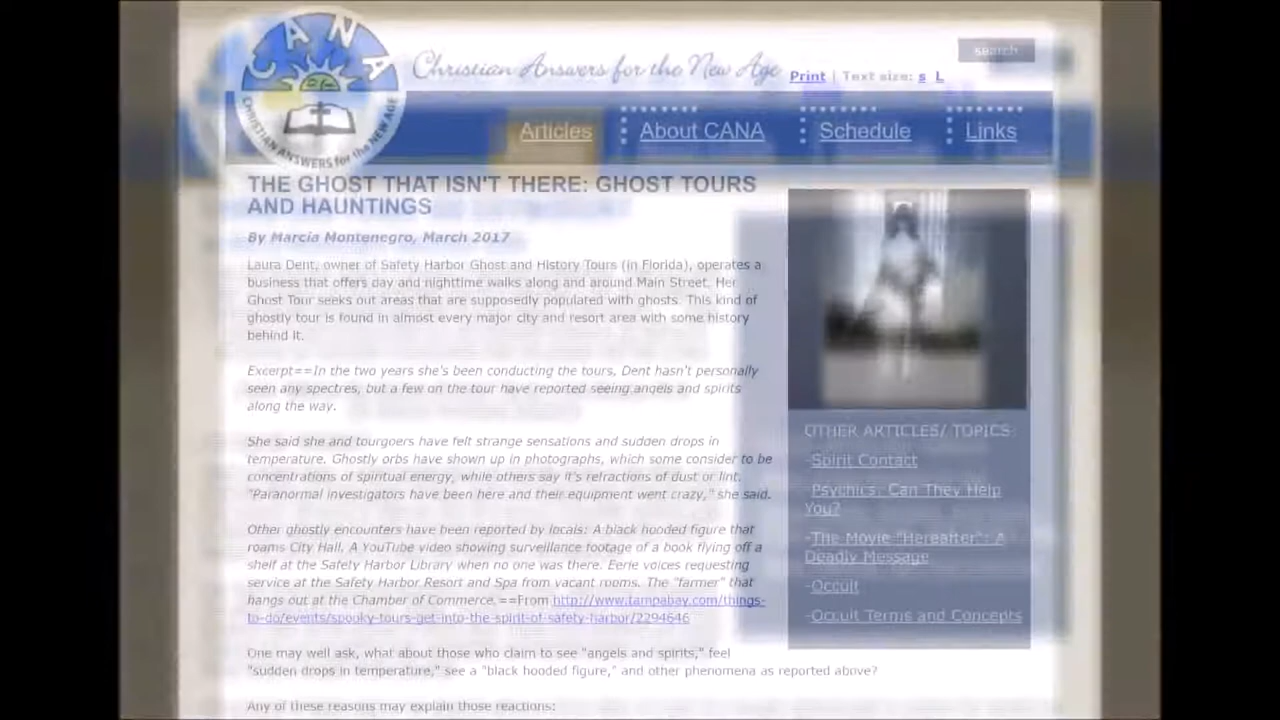 CANA
CHRISTIAN ANSWERS for the NEW AGE
Christian Answers for the New Age
search
Print | Text size: s L
Articles
About CANA
Schedule
Links
THE GHOST THAT ISN'T THERE: GHOST TOURS
AND HAUNTINGS
By Marcia Montenegro, March 2017
Laura Dent, owner of Safety Harbor Ghost and History Tours (in Florida), operates a
business that offers day and nighttime walks along and around Main Street. Her
Ghost Tour seeks out areas that are supposedly populated with ghosts. This kind of
ghostly tour is found in almost every major city and resort area with some history
behind it.
Excerpt==In the two years she's been conducting the tours, Dent hasn't personally
seen any spectres, but a few on the tour have reported seeing angels and spirits
along the way.
She said she and tourgoers have felt strange sensations and sudden drops in
temperature. Ghostly orbs have shown up in photographs, which some consider to be
concentrations of spiritual energy, while others say it's refractions of dust or lint.
"Paranormal investigators have been here and their equipment went crazy," she said.
Other ghostly encounters have been reported by locals: A black hooded figure that
roams City Hall. A YouTube video showing surveillance footage of a book flying off a
shelf at the Safety Harbor Library when no one was there. Eerie voices requesting
service at the Safety Harbor Resort and Spa from vacant rooms. The "farmer" that
hangs out at the Chamber of Commerce.==From http://www.tampabay.com/things-
to-do/events/spooky-tours-get-into-the-spirit-of-safety-harbor/2294646
One may well ask, what about those who claim to see "angels and spirits," feel
"sudden drops in temperature," see a "black hooded figure," and other phenomena as reported above?
Any of these reasons may explain those reactions:
OTHER ARTICLES/ TOPICS
-Spirit Contact
-Psychics: Can They Help
You?
-The Movie "Hereafter": A
Deadly Message
-Occult
-Occult Terms and Concepts